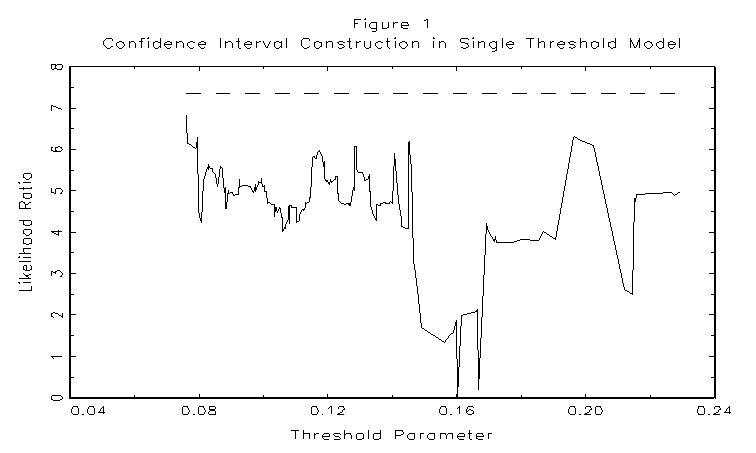 Figure 1
Confidence Interval Construction in Single Threshold Model
Likelihood Ratio
8
7
6
5
4
3
2
1
0
0.04 0.08 0.12 0.16 0.20 0.24
Threshold Parameter